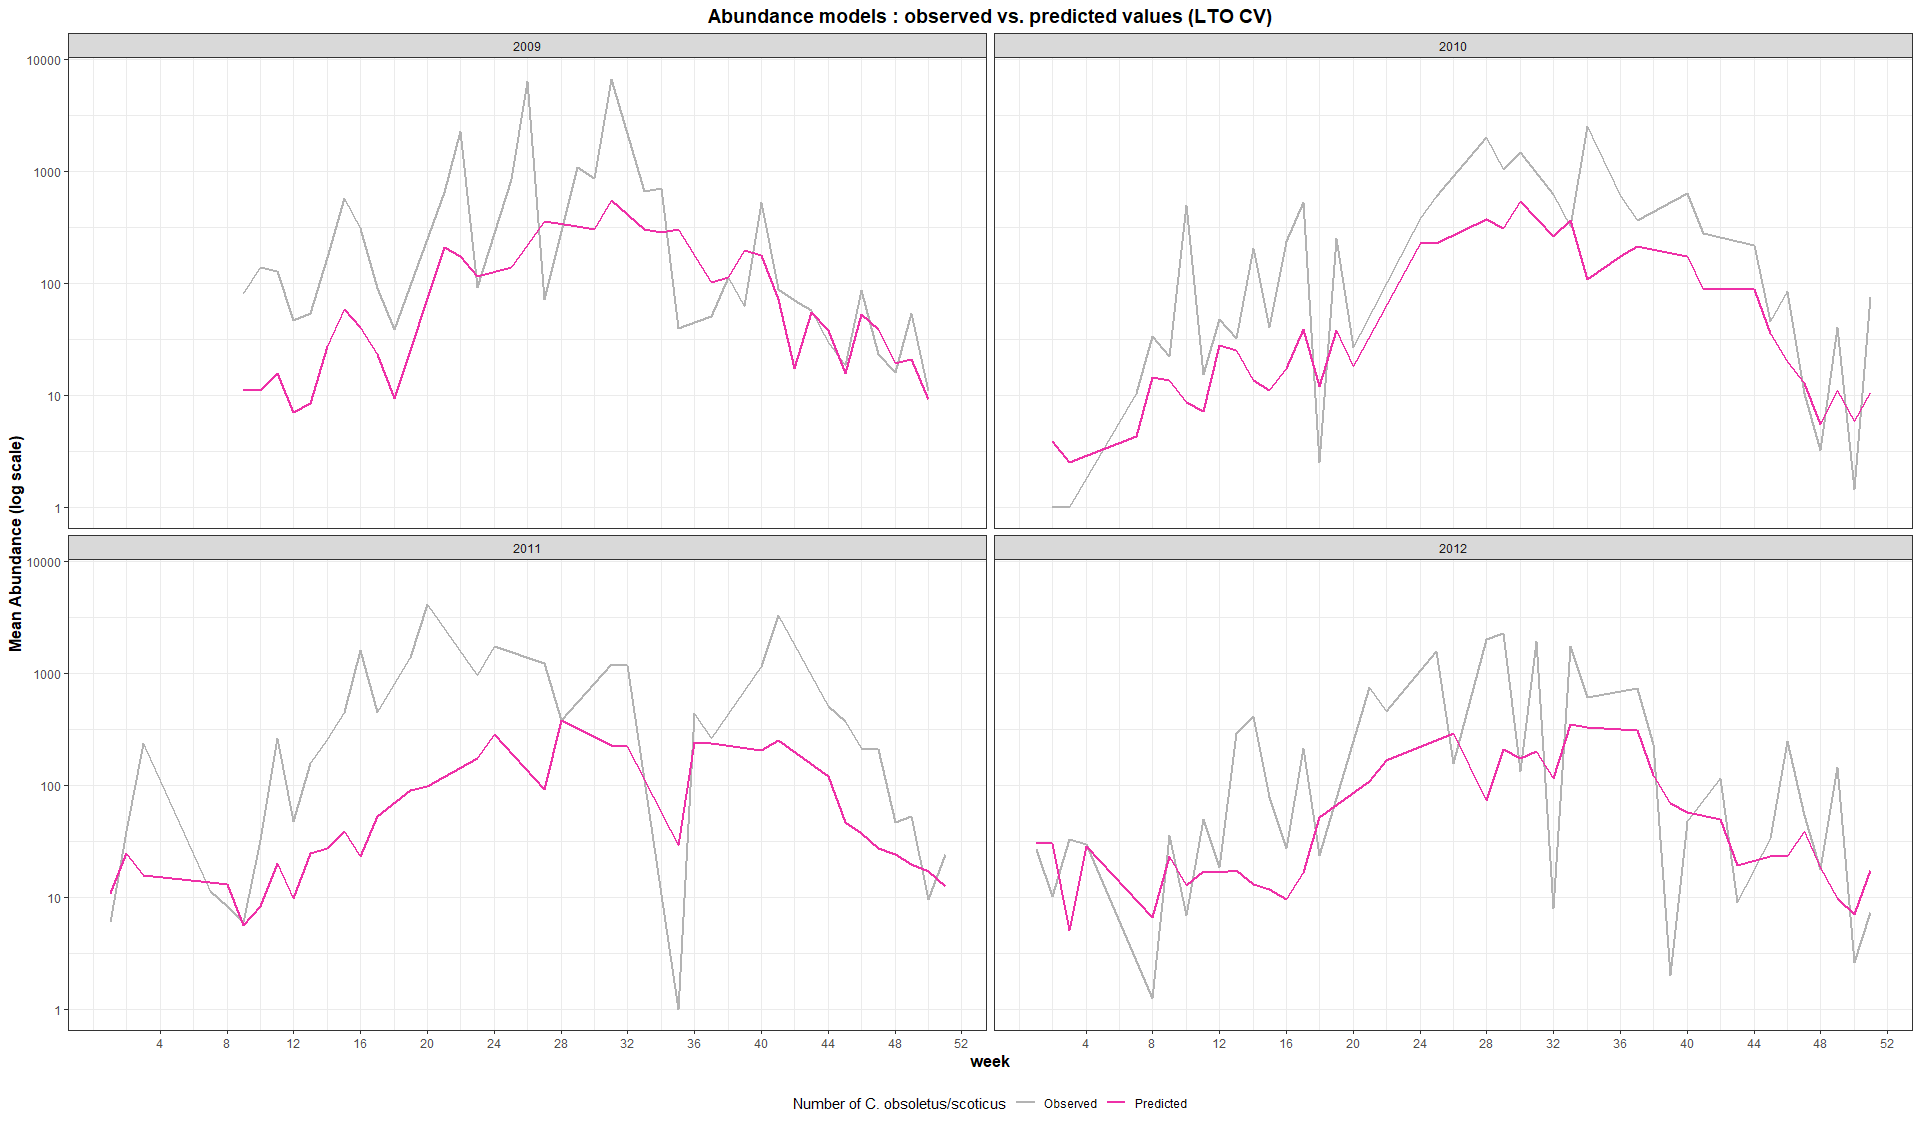 Abundance models : observed vs. predicted values (LTO CV)
2009
2010
10000
1000
100
10
1
2011
2012
10000
1000
100
10
1
Mean Abundance (log scale)
4 8 12 16 20 24 28 32 36 40 44 48 52
4 8 12 16 20 24 28 32 36 40 44 48 52
week
Number of C. obsoletus/scoticus Observed Predicted